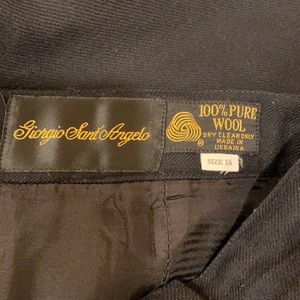 Giorgio Sant'Angelo
100% PURE
WOOL
DRY CLEAN ONLY
MADE IN
UKRAINA
SIZE 16